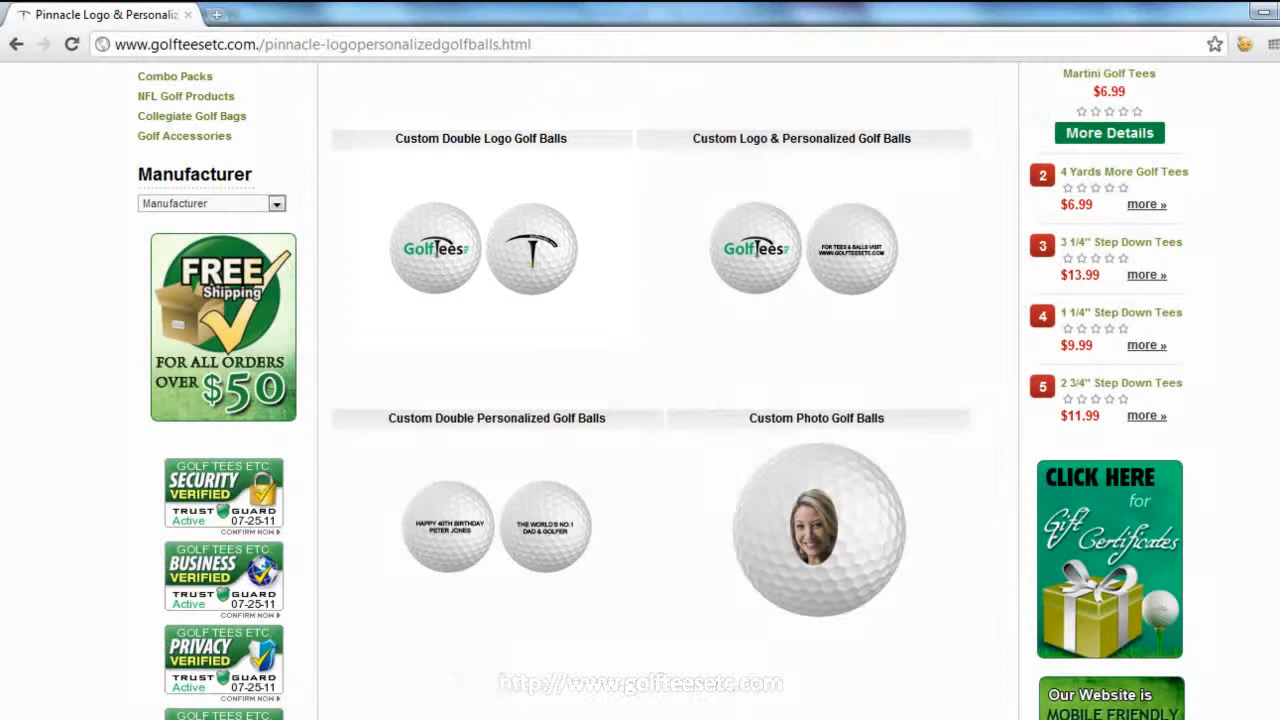 Pinnacle Logo & Personaliz
www.golfteesetc.com./pinnacle-logopersonalizedgolfballs.html
Combo Packs
NFL Golf Products
Collegiate Golf Bags
Golf Accessories
Manufacturer
Manufacturer
FREE
Shipping
FOR ALL ORDERS
OVER $50
GOLF TEES ETC.
SECURITY
VERIFIED
TRUST GUARD
Active 07-25-11
CONFIRM NOW
GOLF TEES ETC.
BUSINESS
VERIFIED
TRUST GUARD
Active 07-25-11
CONFIRM NOW
GOLF TEES ETC.
PRIVACY
VERIFIED
TRUST GUARD
Active 07-25-11
CONFIRM NOW
GOLF TEES ETC.
Custom Double Logo Golf Balls
GolfTees
Custom Logo & Personalized Golf Balls
GolfTees
FOR TEES & BALLS VISIT
WWW.GOLFTEESETC.COM
Custom Double Personalized Golf Balls
HAPPY 40TH BIRTHDAY
PETER JONES
THE WORLD'S NO.1
DAD & GOLFER
Custom Photo Golf Balls
http://www.golfteesetc.com
Martini Golf Tees
$6.99
More Details
2 4 Yards More Golf Tees
$6.99 more »
3 3 1/4" Step Down Tees
$13.99 more »
4 1 1/4" Step Down Tees
$9.99 more »
5 2 3/4" Step Down Tees
$11.99 more »
CLICK HERE
for
Gift
Certificates
Our Website is
MOBILE FRIENDLY